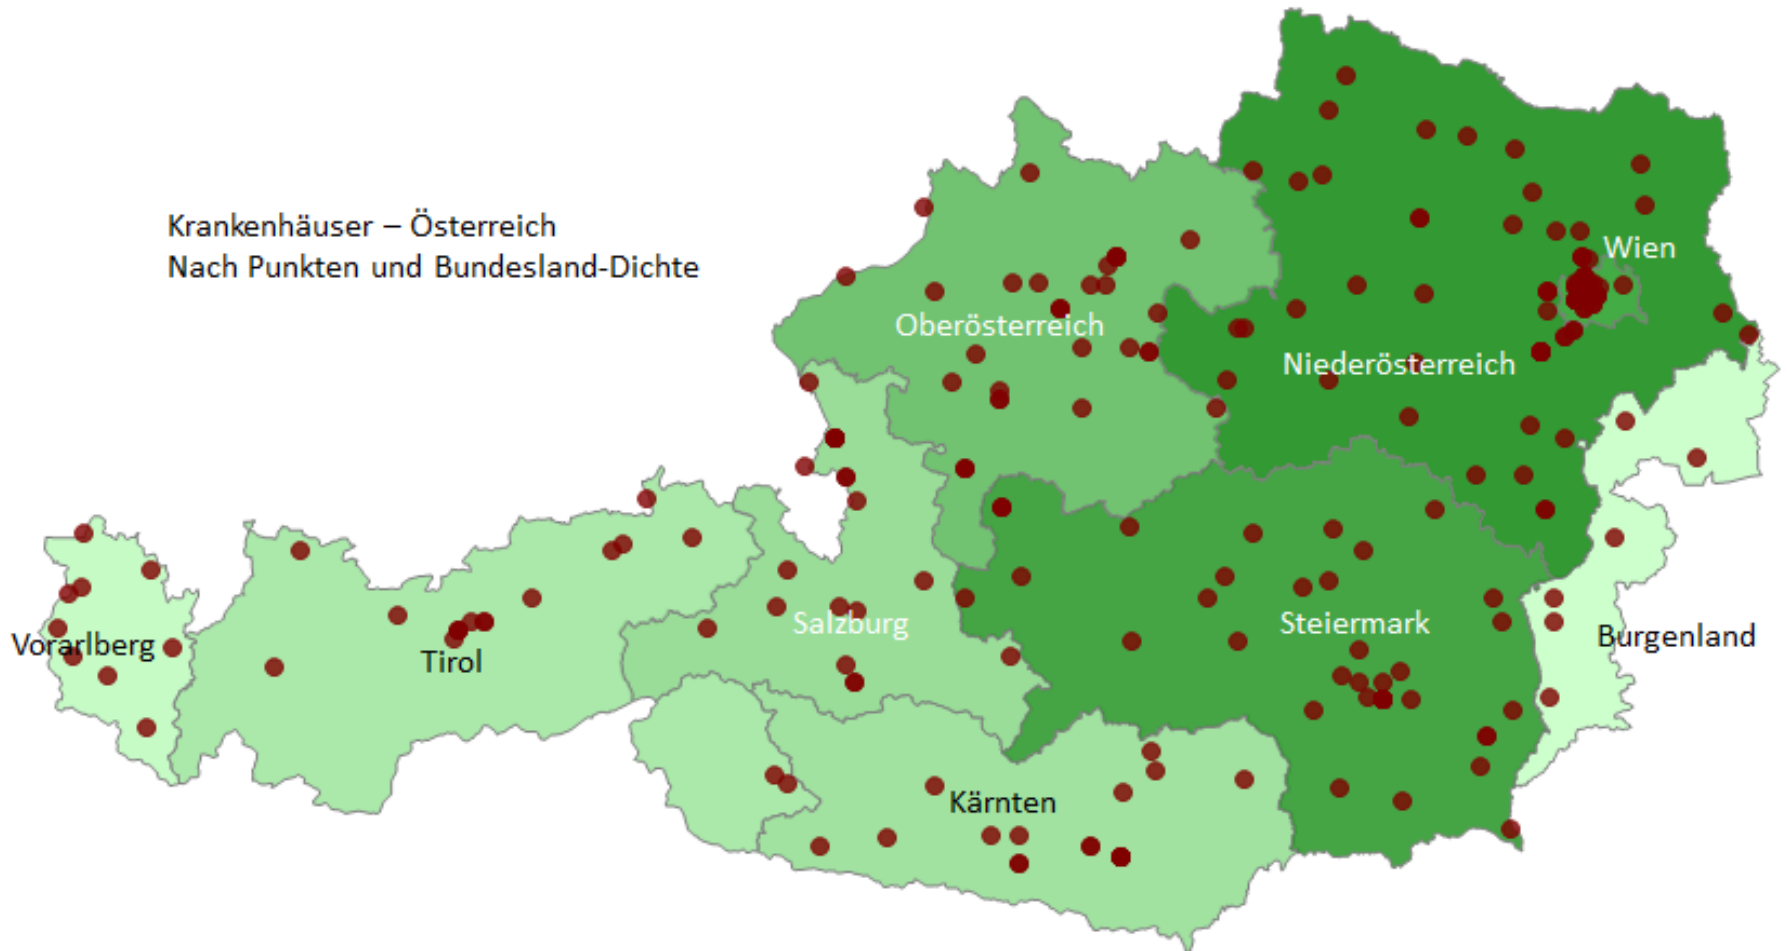 Krankenhäuser – Österreich
Nach Punkten und Bundesland-Dichte
Wien
Oberösterreich
Niederösterreich
Salzburg
Steiermark
Burgenland
Vorarlberg
Tirol
Kärnten